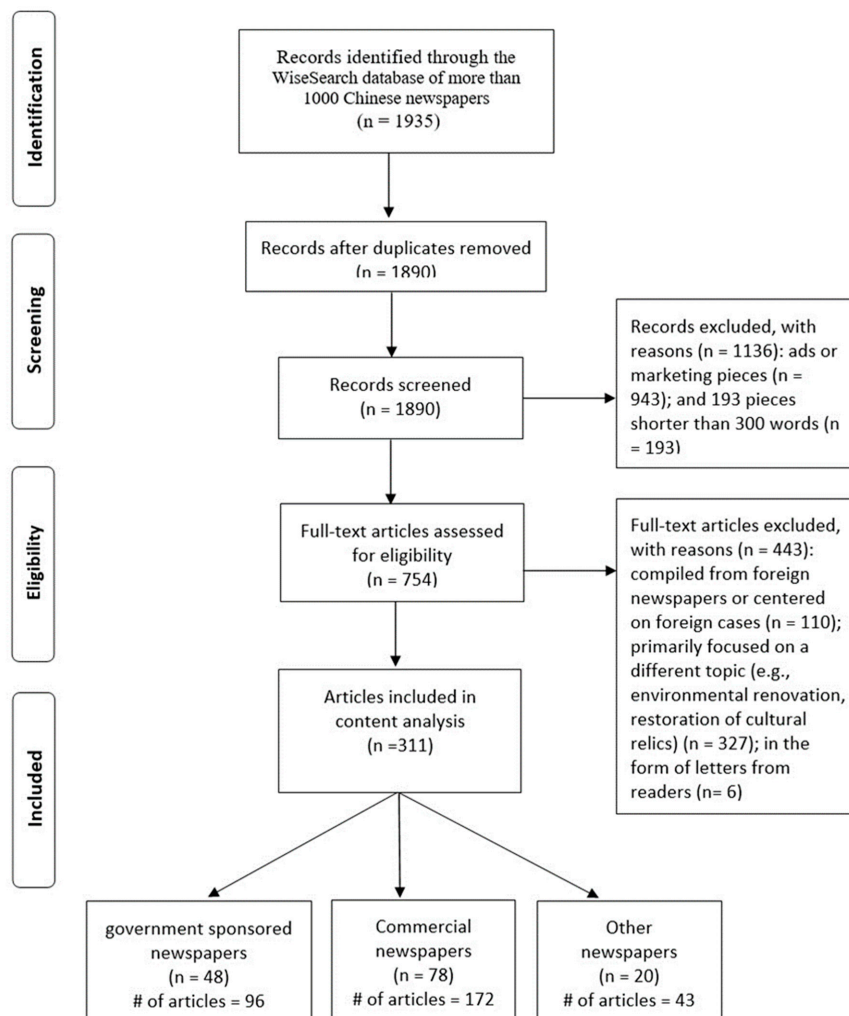 Identification
Records identified through the
WiseSearch database of more than
1000 Chinese newspapers
(n = 1935)
Screening
Records after duplicates removed
(n = 1890)
Records screened
(n = 1890)
Records excluded, with
reasons (n = 1136): ads or
marketing pieces (n =
943); and 193 pieces
shorter than 300 words (n
= 193)
Eligibility
Full-text articles assessed
for eligibility
(n = 754)
Full-text articles excluded,
with reasons (n = 443):
compiled from foreign
newspapers or centered
on foreign cases (n = 110);
primarily focused on a
different topic (e.g.,
environmental renovation,
restoration of cultural
relics) (n = 327); in the
form of letters from
readers (n= 6)
Included
Articles included in
content analysis
(n =311)
government sponsored
newspapers
(n = 48)
# of articles = 96
Commercial
newspapers
(n = 78)
# of articles = 172
Other
newspapers
(n = 20)
# of articles = 43